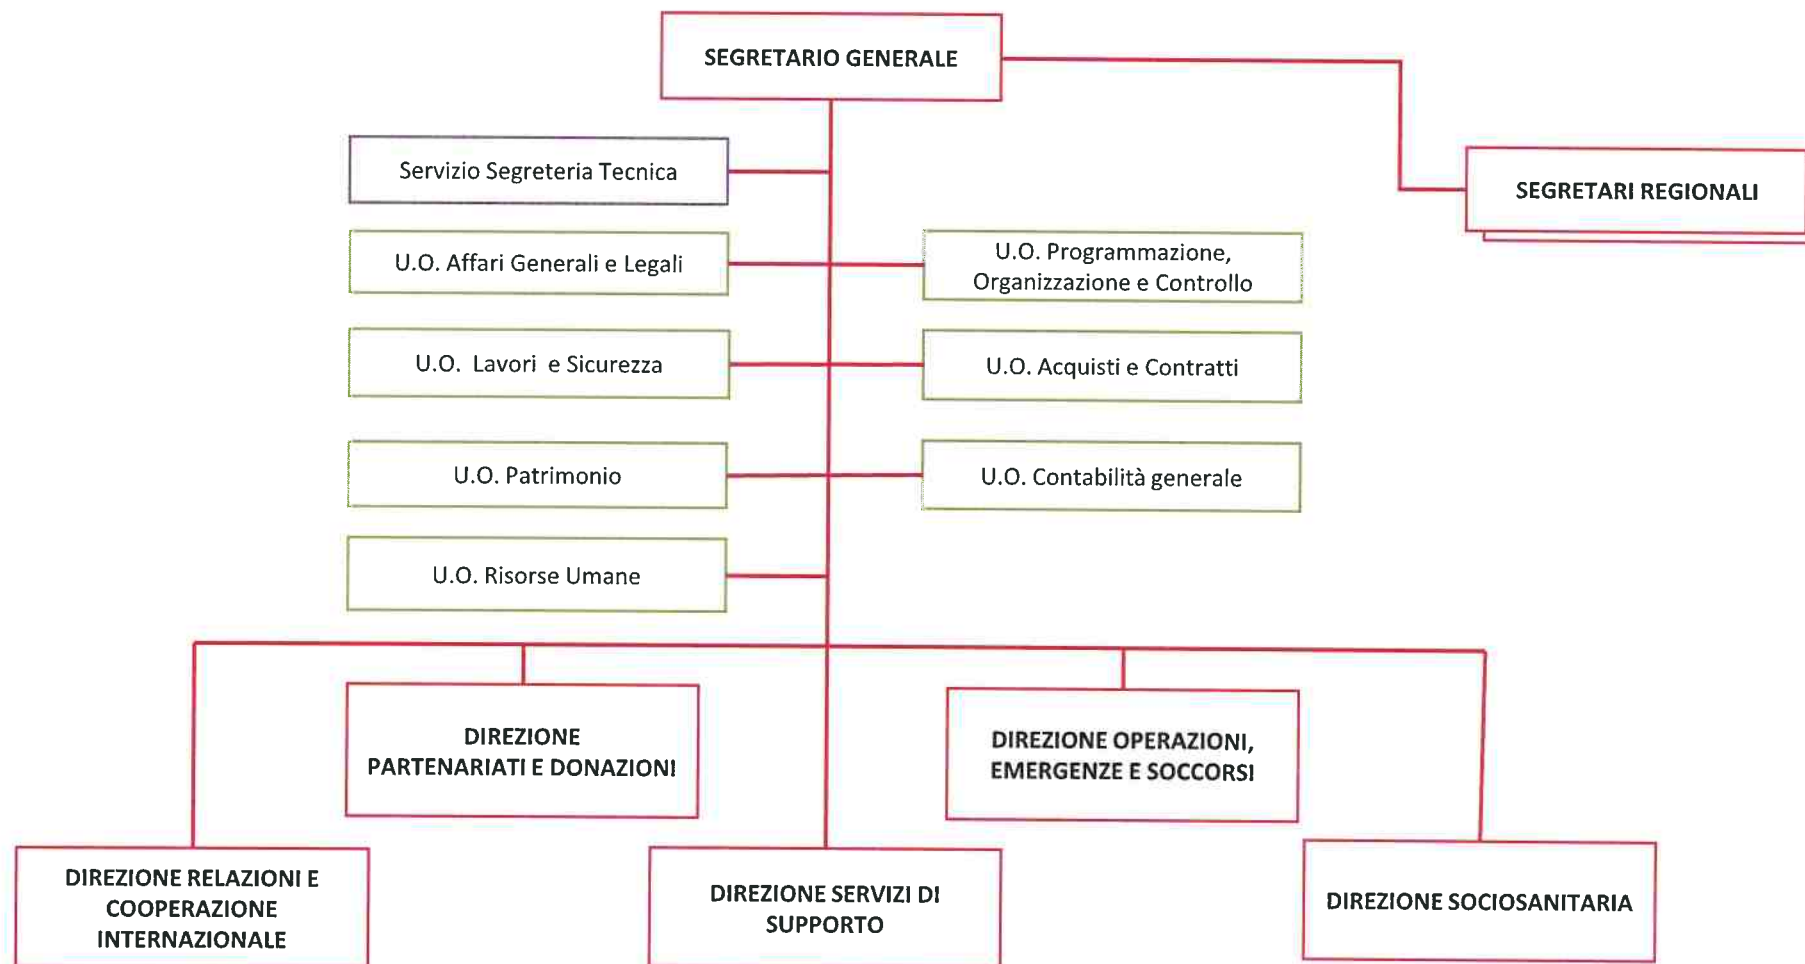 SEGRETARIO GENERALE
Servizio Segreteria Tecnica
SEGRETARI REGIONALI
U.O. Affari Generali e Legali
U.O. Programmazione,
Organizzazione e Controllo
U.O. Lavori e Sicurezza
U.O. Acquisti e Contratti
U.O. Patrimonio
U.O. Contabilità generale
U.O. Risorse Umane
DIREZIONE
PARTENARIATI E DONAZIONI
DIREZIONE OPERAZIONI,
EMERGENZE E SOCCORSI
DIREZIONE RELAZIONI E
COOPERAZIONE
INTERNAZIONALE
DIREZIONE SERVIZI DI
SUPPORTO
DIREZIONE SOCIOSANITARIA